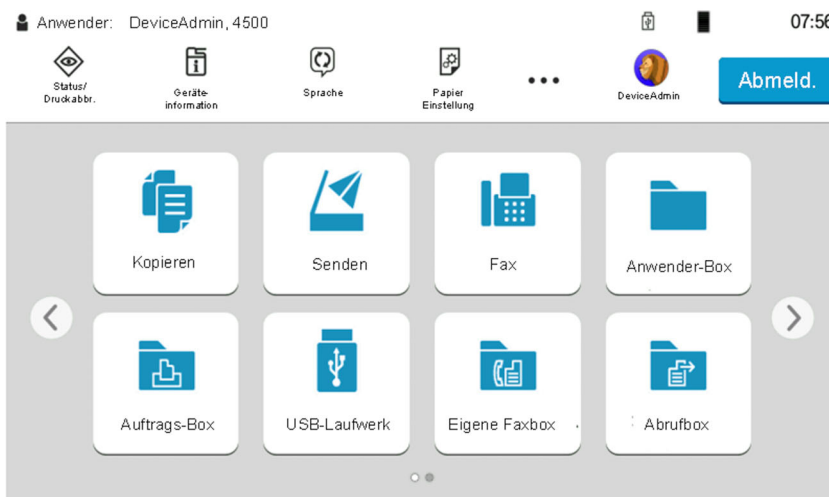 Anwender: DeviceAdmin, 4500
07:56
Status/
Druckabbr.
Geräte-
information
Sprache
Papier
Einstellung
DeviceAdmin
Abmeld.
Kopieren
Senden
Fax
Anwender-Box
Auftrags-Box
USB-Laufwerk
Eigene Faxbox
Abrufbox